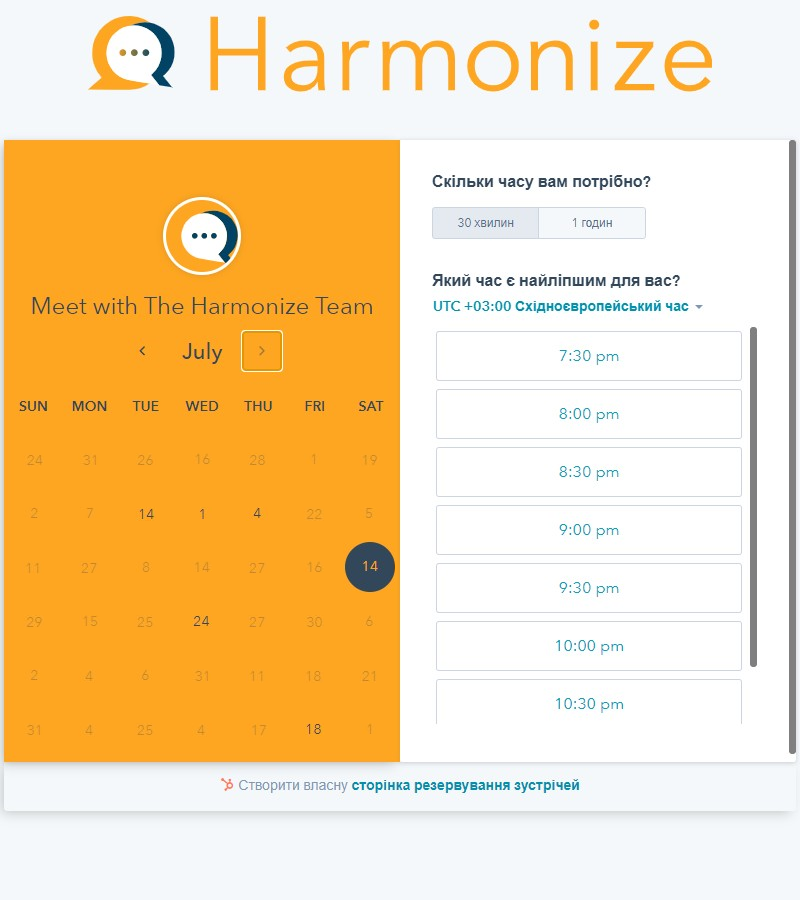 Harmonize
Meet with The Harmonize Team
July
SUN MON TUE WED THU FRI SAT
24 31 26 16 28 1 19
2 7 14 1 4 22 5
11 27 8 14 27 16 14
29 15 25 24 27 30 6
2 4 6 31 11 18 21
31 4 25 4 17 18 1
Скільки часу вам потрібно?
30 хвилин 1 годин
Який час є найліпшим для вас?
UTC +03:00 Східноєвропейський час
7:30 pm
8:00 pm
8:30 pm
9:00 pm
9:30 pm
10:00 pm
10:30 pm
Створити власну сторінка резервування зустрічей